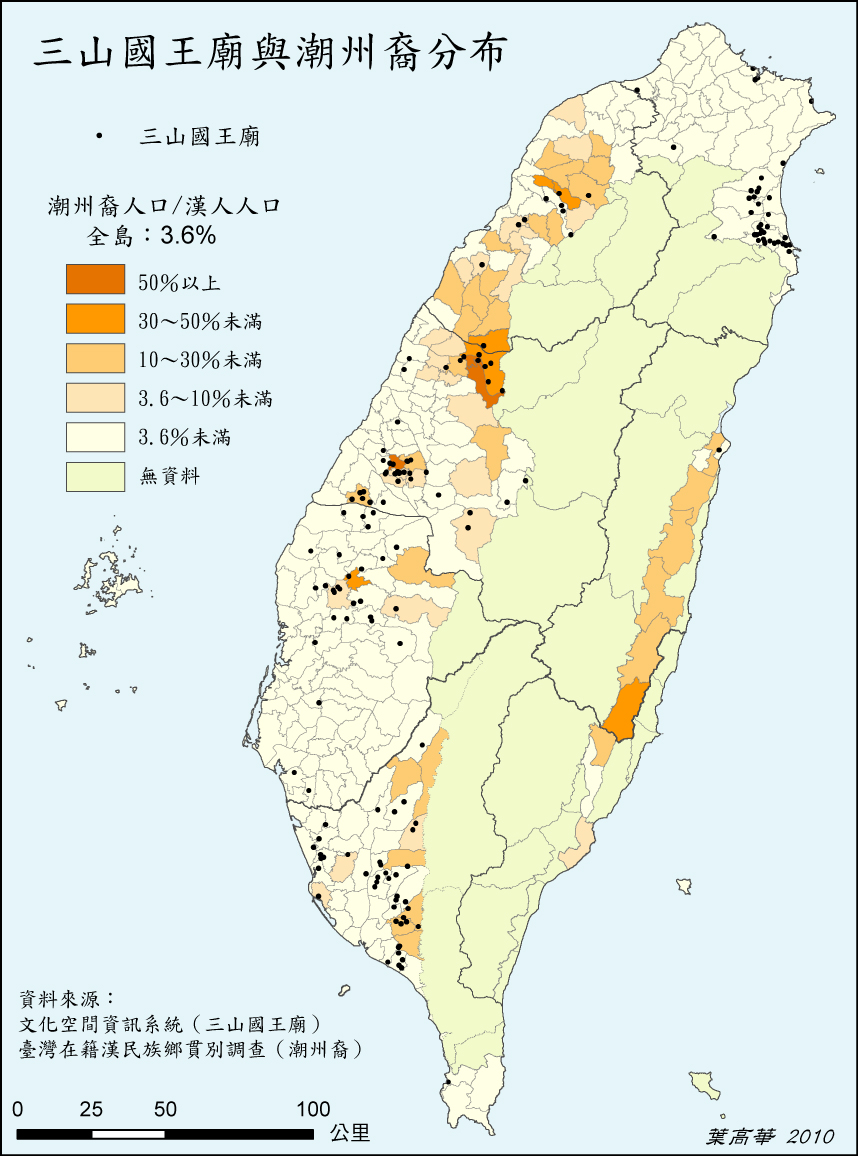 三山國王廟與潮州裔分布
三山國王廟
潮州裔人口/漢人人口
全島：3.6%
50%以上
30～50%未滿
10～30%未滿
3.6～10%未滿
3.6%未滿
無資料
資料來源：
文化空間資訊系統（三山國王廟）
臺灣在籍漢民族鄉貫別調查（潮州裔）
0 25 50 100
公里
葉高華 2010